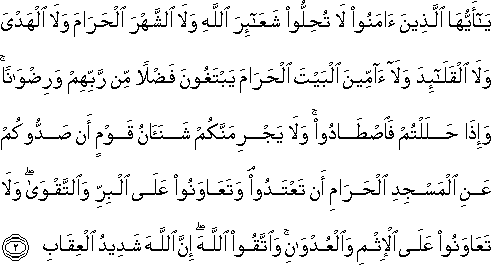 يَـٰٓأَيُّهَا ٱلَّذِينَ ءَامَنُوا۟ لَا تُحِلُّوا۟ شَعَـٰٓئِرَ ٱللَّهِ وَلَا ٱلشَّهْرَ ٱلْحَرَامَ وَلَا ٱلْهَدْىَ
وَلَا ٱلْقَلَـٰٓئِدَ وَلَآ ءَآمِّينَ ٱلْبَيْتَ ٱلْحَرَامَ يَبْتَغُونَ فَضْلًا مِّن رَّبِّهِمْ وَرِضْوَٰنًا ۚ
وَإِذَا حَلَلْتُمْ فَٱصْطَادُوا۟ ۚ وَلَا يَجْرِمَنَّكُمْ شَنَـَٔانُ قَوْمٍ أَن صَدُّوكُمْ
عَنِ ٱلْمَسْجِدِ ٱلْحَرَامِ أَن تَعْتَدُوا۟ ۘ وَتَعَاوَنُوا۟ عَلَى ٱلْبِرِّ وَٱلتَّقْوَىٰ ۖ وَلَا
تَعَاوَنُوا۟ عَلَى ٱلْإِثْمِ وَٱلْعُدْوَٰنِ ۚ وَٱتَّقُوا۟ ٱللَّهَ ۖ إِنَّ ٱللَّهَ شَدِيدُ ٱلْعِقَابِ ٢